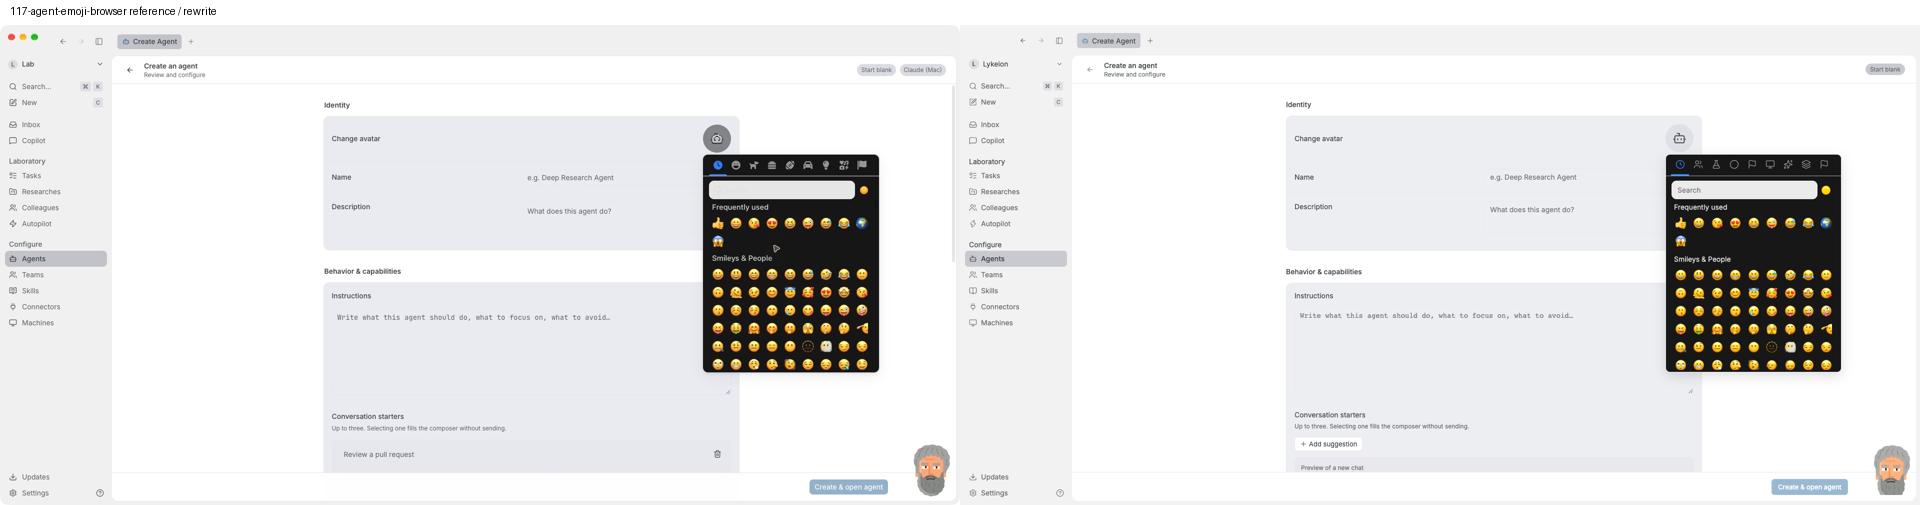 117-agent-emoji-browser reference / rewrite
Create Agent
L Lab
Search... ⌘ K
New C
Inbox
Copilot
Laboratory
Tasks
Researches
Colleagues
Autopilot
Configure
Agents
Teams
Skills
Connectors
Machines
Updates
Settings
Create an agent
Review and configure
Start blank Claude (Mac)
Identity
Change avatar
Name e.g. Deep Research Agent
Description What does this agent do?
Behavior & capabilities
Instructions
Write what this agent should do, what to focus on, what to avoid…
Conversation starters
Up to three. Selecting one fills the composer without sending.
Review a pull request
Create & open agent
Frequently used
Smileys & People
Create Agent
L Lykeion
Search... ⌘ K
New C
Inbox
Copilot
Laboratory
Tasks
Researches
Colleagues
Autopilot
Configure
Agents
Teams
Skills
Connectors
Machines
Updates
Settings
Create an agent
Review and configure
Start blank
Identity
Change avatar
Name e.g. Deep Research Agent
Description What does this agent do?
Behavior & capabilities
Instructions
Write what this agent should do, what to focus on, what to avoid…
Conversation starters
Up to three. Selecting one fills the composer without sending.
+ Add suggestion
Preview of a new chat
Create & open agent
Search
Frequently used
Smileys & People